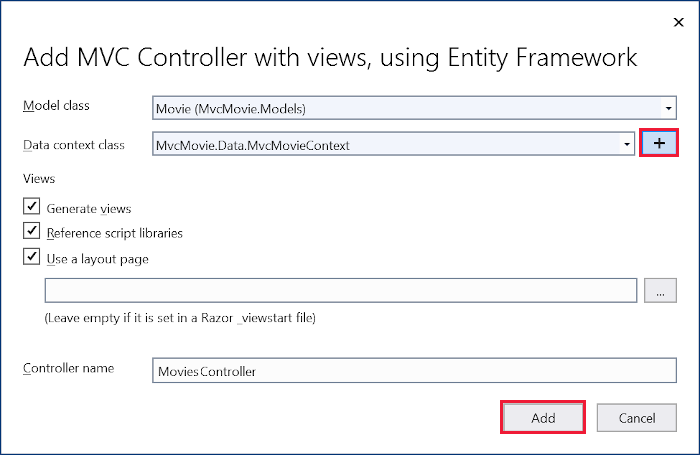 Add MVC Controller with views, using Entity Framework
Model class Movie (MvcMovie.Models)
Data context class MvcMovie.Data.MvcMovieContext +
Views
Generate views
Reference script libraries
Use a layout page
...
(Leave empty if it is set in a Razor _viewstart file)
Controller name MoviesController
Add Cancel